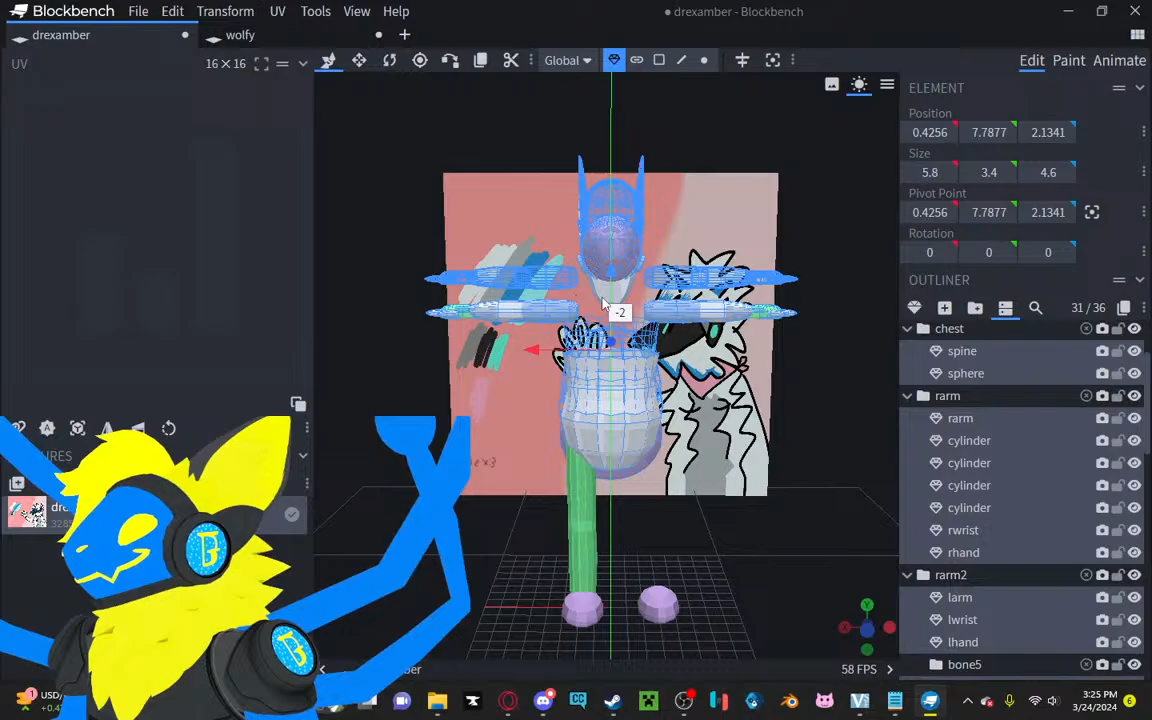 Blockbench File Edit Transform UV Tools Paint View Help
drexamber - Blockbench
drexamber
wolfy
UV 16 × 16
Global
Edit Paint Animate
ELEMENT
Position
0.4256 7.7877 2.1341
Size
5.8 3.4 4.6
Pivot Point
0.4256 7.7877 2.1341
Rotation
0 0 0
OUTLINER
31 / 36
chest
spine
sphere
rarm
rarm
cylinder
cylinder
cylinder
cylinder
rwrist
rhand
rarm2
larm
lwrist
lhand
bone5
-2
58 FPS
USD/
3:25 PM
3/24/2024
6